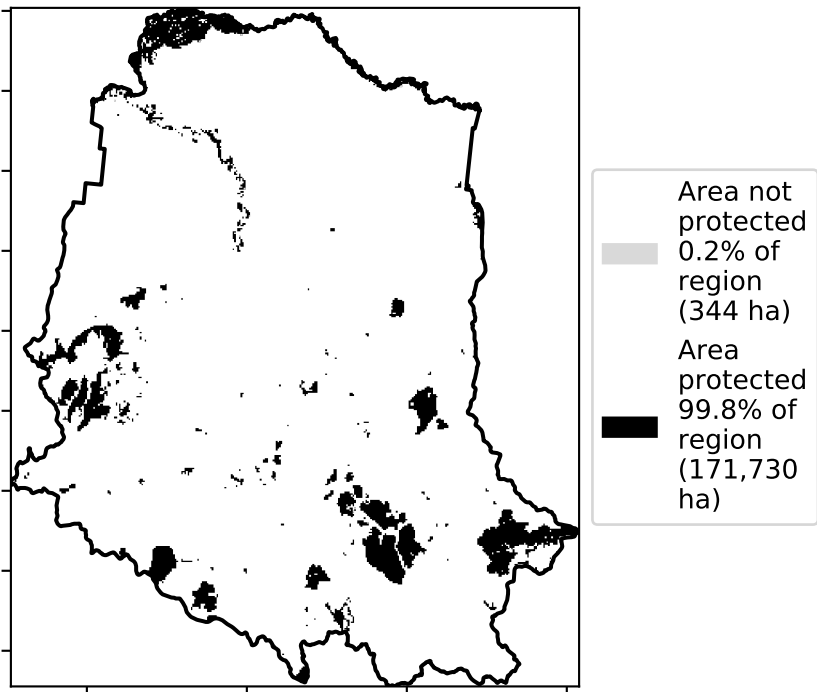 Area not
protected
0.2% of
region
(344 ha)
Area
protected
99.8% of
region
(171,730
ha)